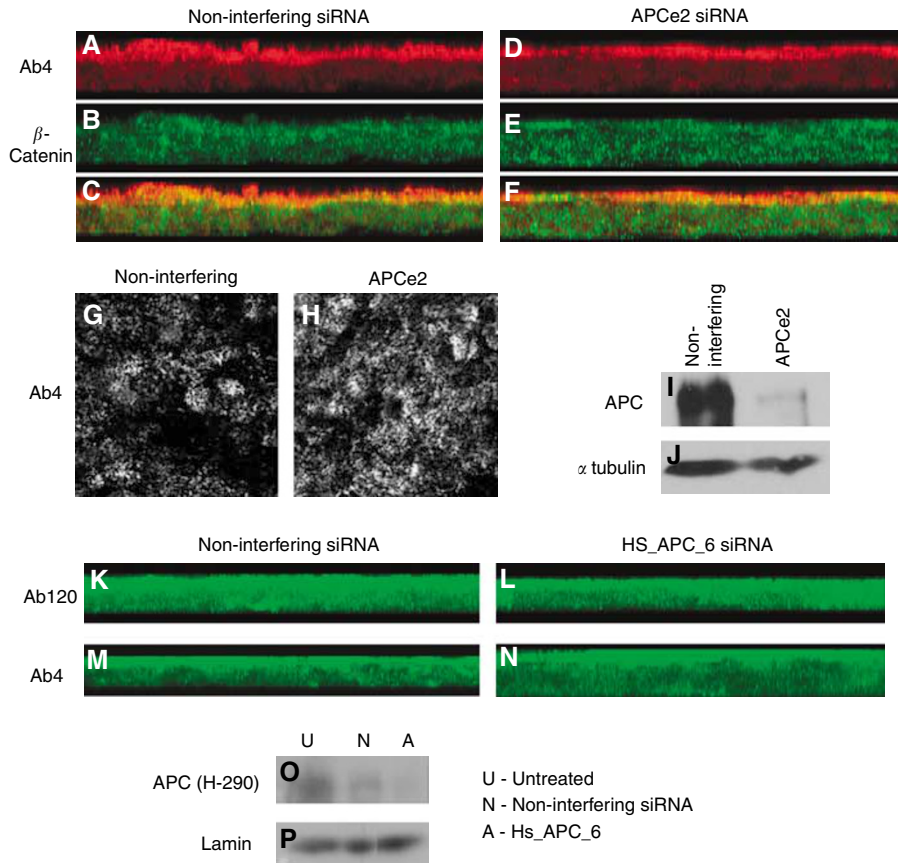 Non-interfering siRNA
APCe2 siRNA
Ab4
A
D
β-
Catenin
B
E
C
F
Non-interfering
APCe2
Ab4
G
H
Non-
interfering
APCe2
APC
I
α tubulin
J
Non-interfering siRNA
HS_APC_6 siRNA
Ab120
K
L
Ab4
M
N
U N A
APC (H-290)
O
Lamin
P
U - Untreated
N - Non-interfering siRNA
A - Hs_APC_6